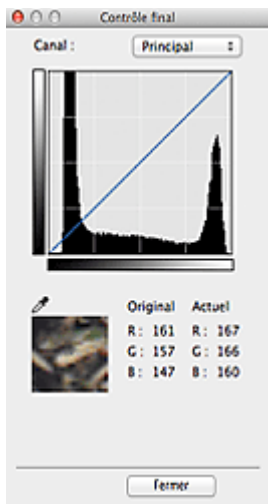 Contrôle final
Canal : Principal
Original Actuel
R : 161 R : 167
G : 157 G : 166
B : 147 B : 160
Fermer